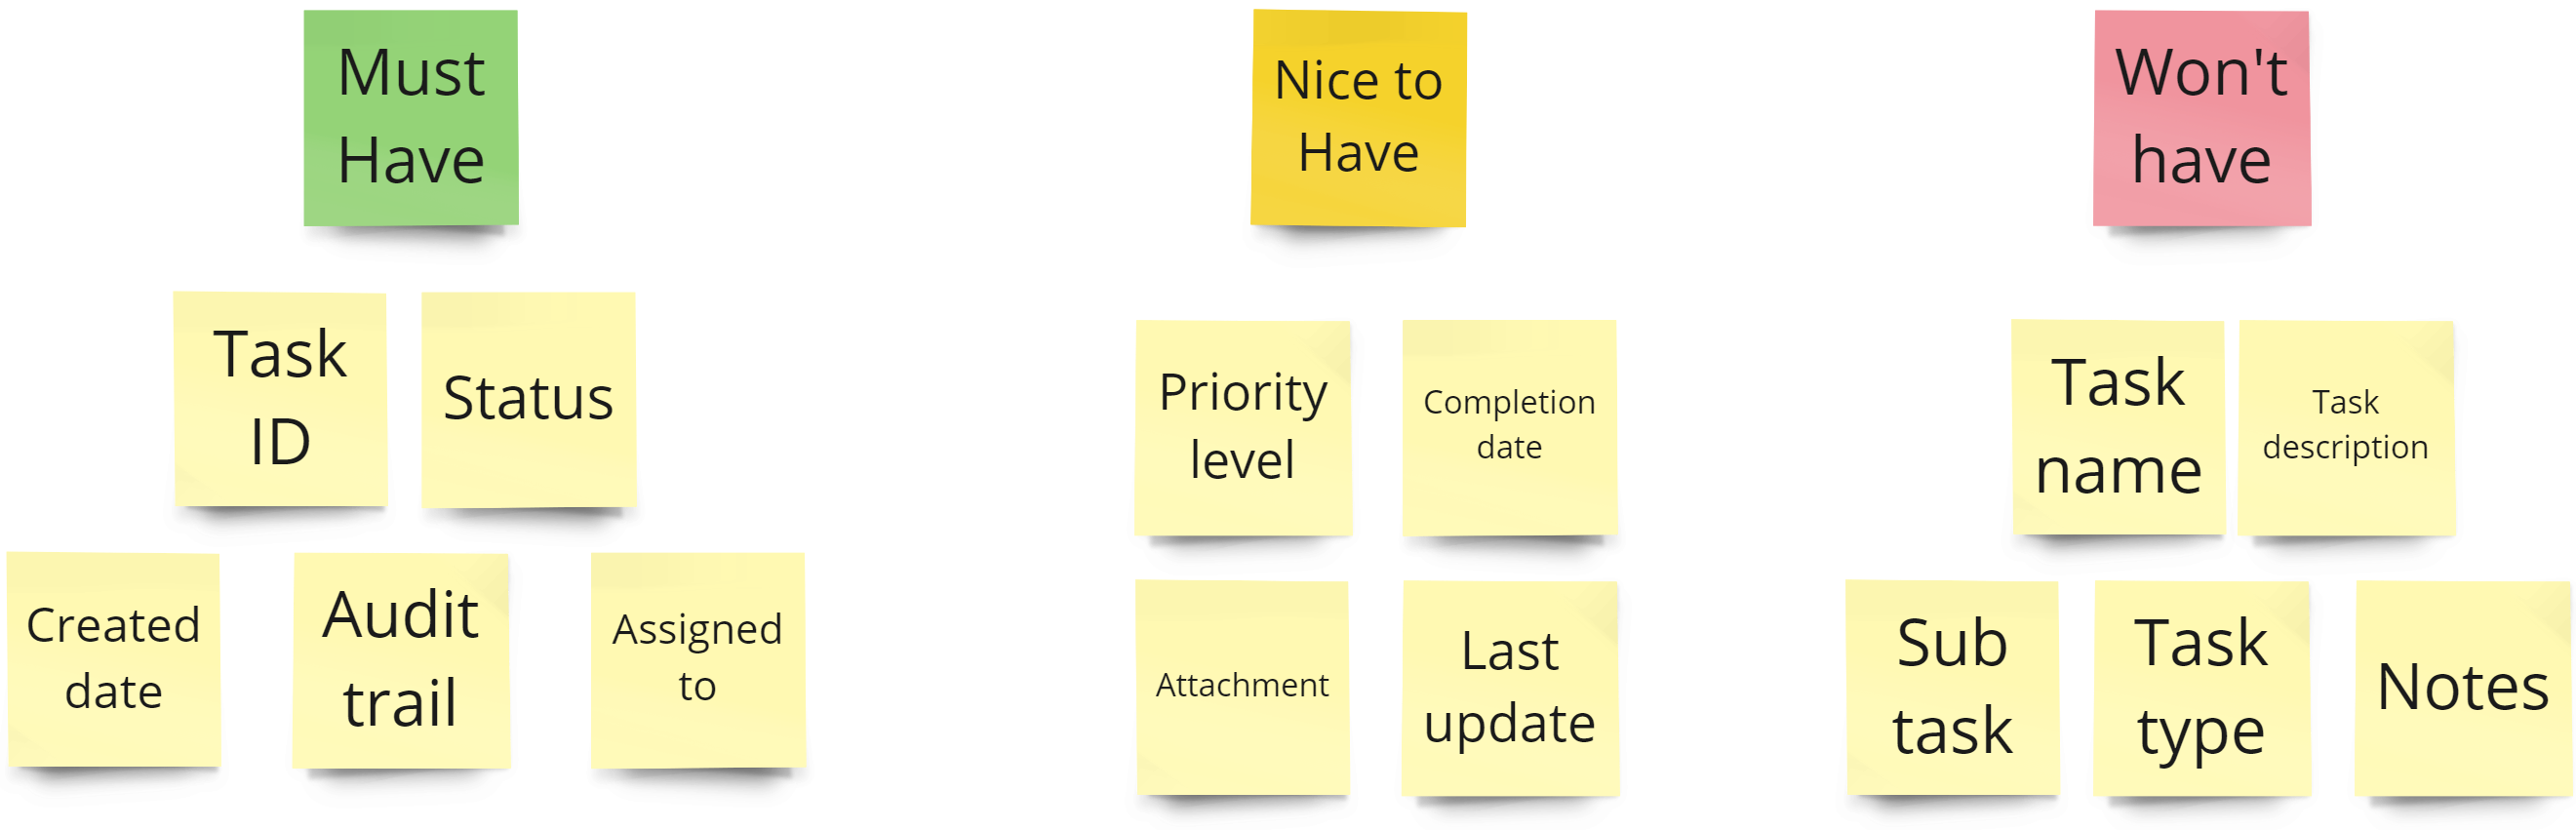 Must
Have
Nice to
Have
Won't
have
Task
ID
Status
Created
date
Audit
trail
Assigned
to
Priority
level
Completion
date
Attachment
Last
update
Task
name
Task
description
Sub
task
Task
type
Notes